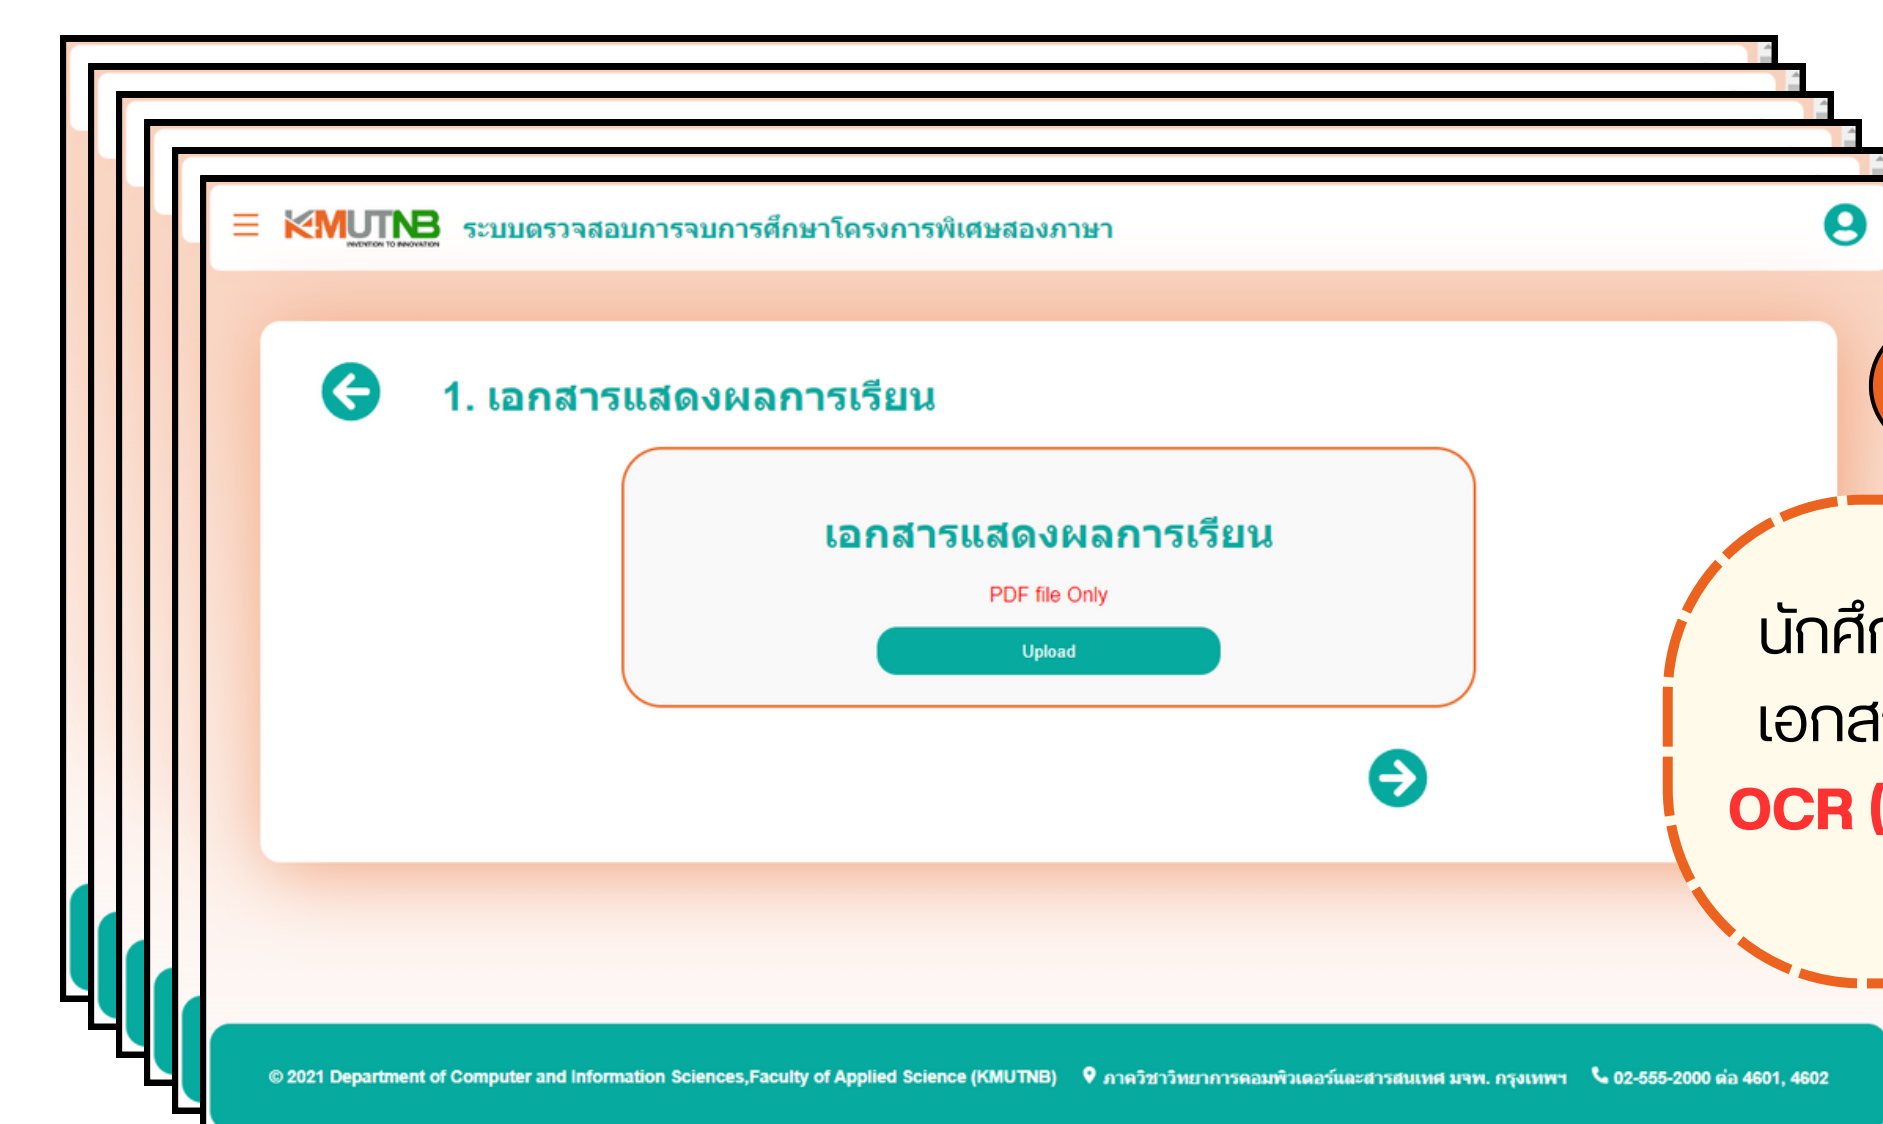 KMUTNB
INVENTION TO INNOVATION
ระบบตรวจสอบการจบการศึกษาโครงการพิเศษสองภาษา
1. เอกสารแสดงผลการเรียน
เอกสารแสดงผลการเรียน
PDF file Only
Upload
OCR (
© 2021 Department of Computer and Information Sciences,Faculty of Applied Science (KMUTNB)
ภาควิชาวิทยาการคอมพิวเตอร์และสารสนเทศ มจพ. กรุงเทพฯ
02-555-2000 ต่อ 4601, 4602